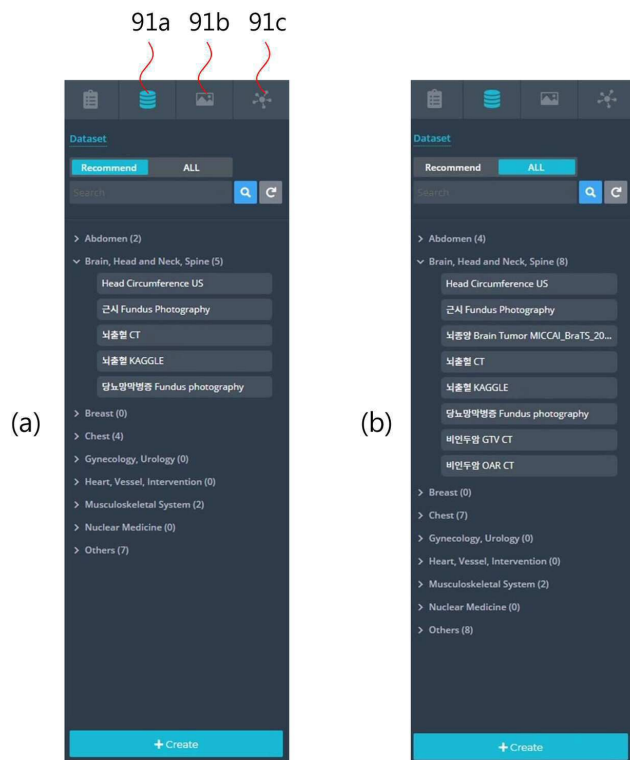 91a 91b 91c
(a)
Dataset
Recommend ALL
Search
Abdomen (2)
Brain, Head and Neck, Spine (5)
Head Circumference US
근시 Fundus Photography
뇌출혈 CT
뇌출혈 KAGGLE
당뇨망막병증 Fundus photography
Breast (0)
Chest (4)
Gynecology, Urology (0)
Heart, Vessel, Intervention (0)
Musculoskeletal System (2)
Nuclear Medicine (0)
Others (7)
+ Create
(b)
Dataset
Recommend ALL
Search
Abdomen (4)
Brain, Head and Neck, Spine (8)
Head Circumference US
근시 Fundus Photography
뇌종양 Brain Tumor MICCAI_BraTS_20...
뇌출혈 CT
뇌출혈 KAGGLE
당뇨망막병증 Fundus photography
비인두암 GTV CT
비인두암 OAR CT
Breast (0)
Chest (7)
Gynecology, Urology (0)
Heart, Vessel, Intervention (0)
Musculoskeletal System (2)
Nuclear Medicine (0)
Others (8)
+ Create